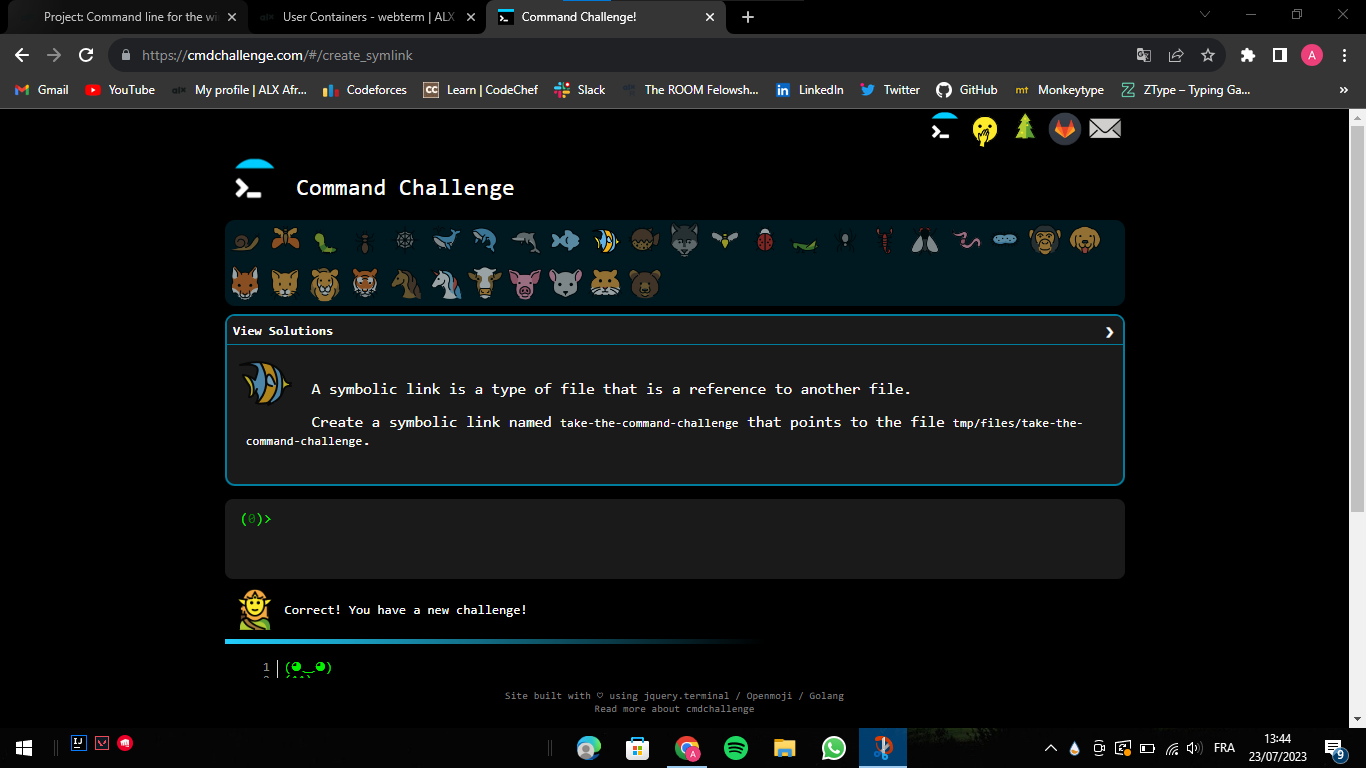 Project: Command line for the wi
User Containers - webterm | ALX
Command Challenge!
https://cmdchallenge.com/#/create_symlink
A
Gmail
YouTube
My profile | ALX Afr...
Codeforces
Learn | CodeChef
Slack
The ROOM Fellowsh...
LinkedIn
Twitter
GitHub
Monkeytype
ZType – Typing Ga...
»
Command Challenge
View Solutions
A symbolic link is a type of file that is a reference to another file.
Create a symbolic link named take-the-command-challenge that points to the file tmp/files/take-the-
command-challenge.
(0)>
Correct! You have a new challenge!
1
Site built with ♡ using jquery.terminal / Openmoji / Golang
Read more about cmdchallenge
FRA
13:44
23/07/2023
9